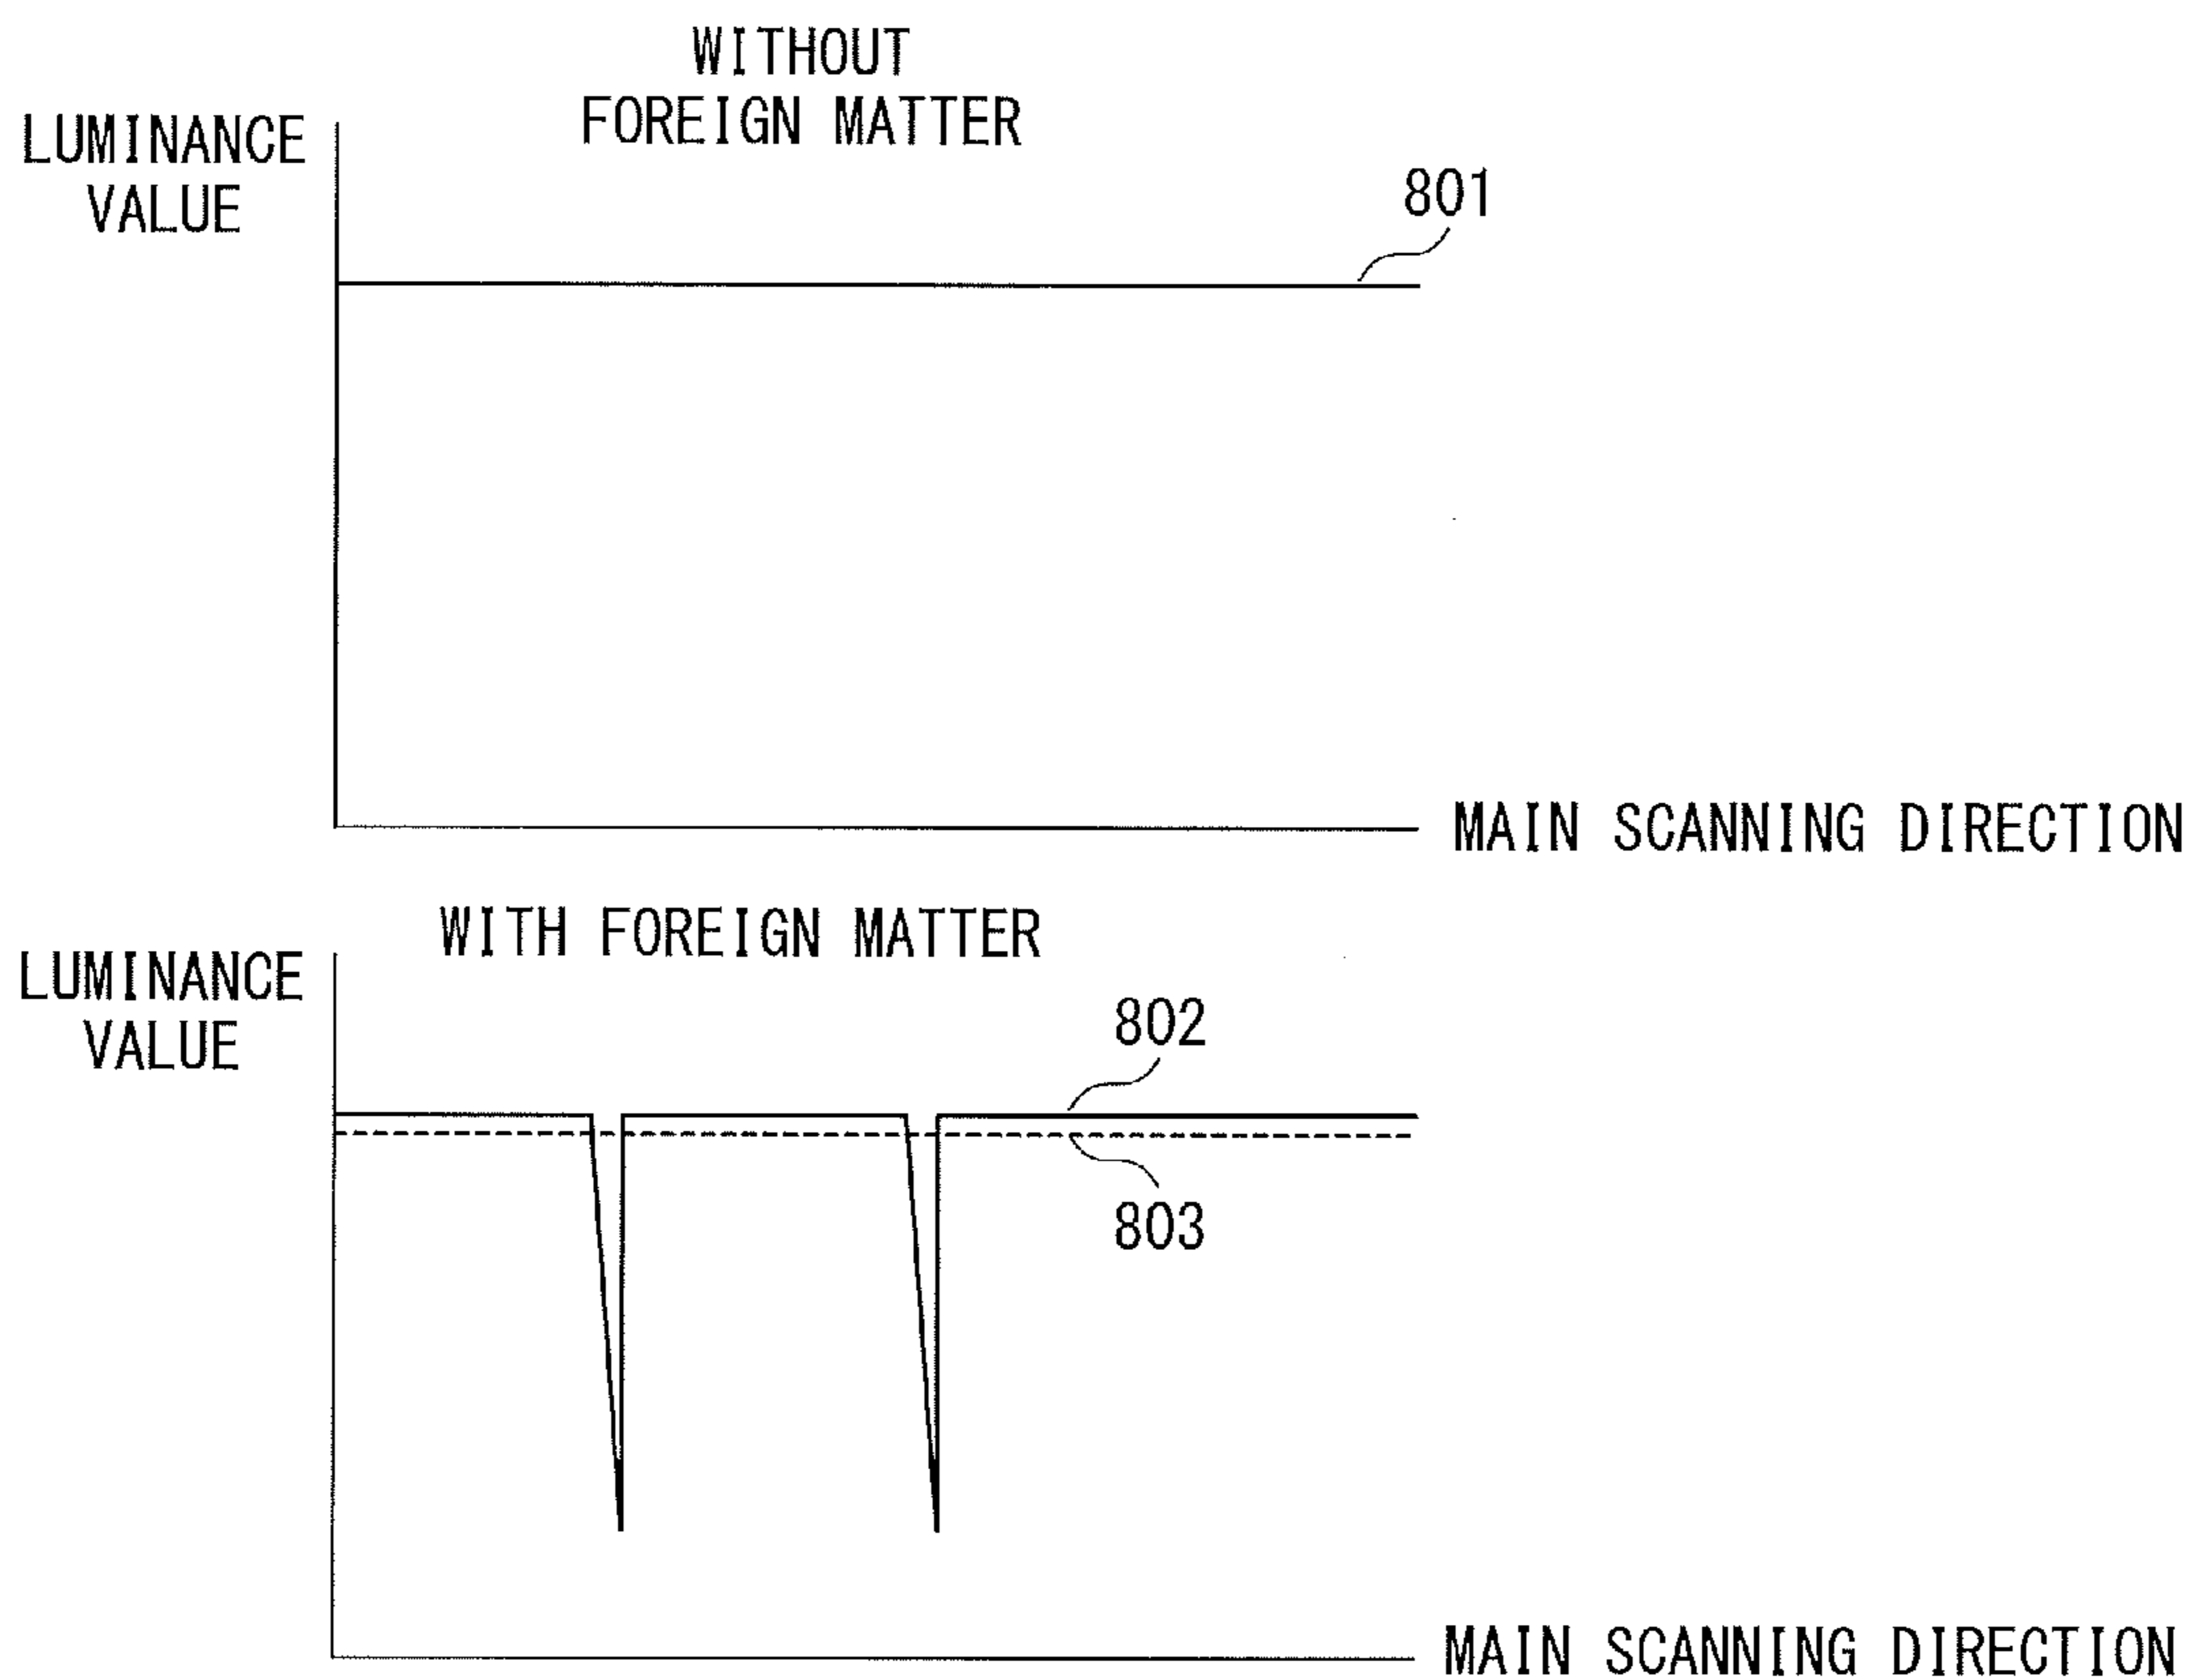 WITHOUT
FOREIGN MATTER
LUMINANCE
VALUE
801
MAIN SCANNING DIRECTION
WITH FOREIGN MATTER
LUMINANCE
VALUE
802
803
MAIN SCANNING DIRECTION